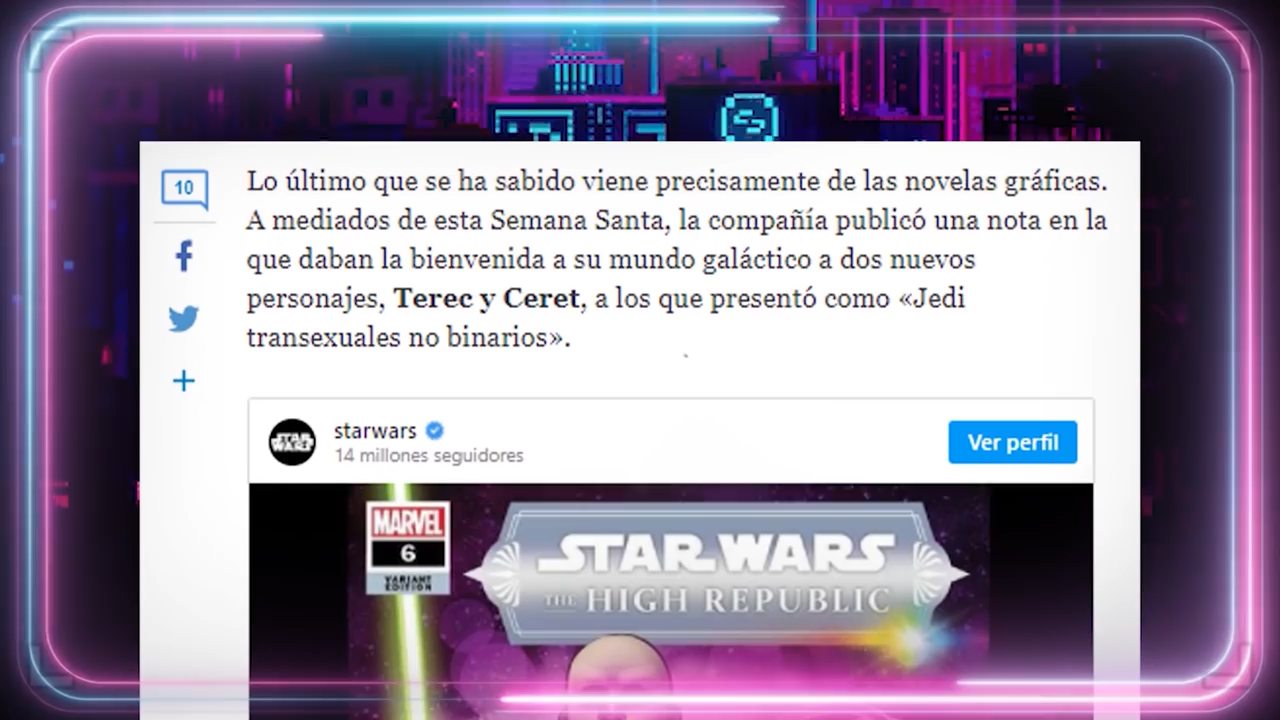 10
Lo último que se ha sabido viene precisamente de las novelas gráficas.
A mediados de esta Semana Santa, la compañía publicó una nota en la
que daban la bienvenida a su mundo galáctico a dos nuevos
personajes, Terec y Ceret, a los que presentó como «Jedi
transexuales no binarios».
STAR WARS
starwars
14 millones seguidores
Ver perfil
MARVEL
6
VARIANT
EDITION
STAR WARS
THE HIGH REPUBLIC